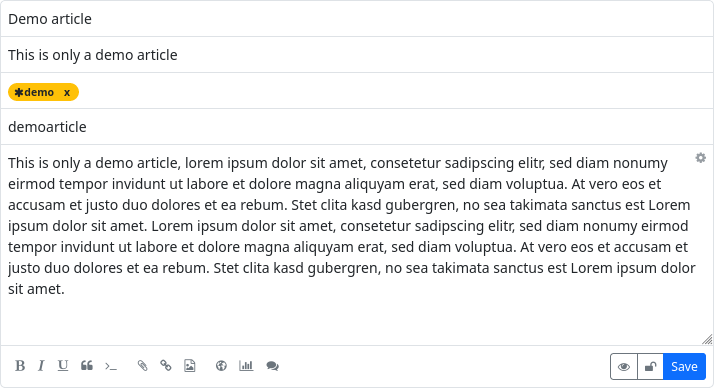 Demo article
This is only a demo article
✱demo x
demoarticle
This is only a demo article, lorem ipsum dolor sit amet, consetetur sadipscing elitr, sed diam nonumy
eirmod tempor invidunt ut labore et dolore magna aliquyam erat, sed diam voluptua. At vero eos et
accusam et justo duo dolores et ea rebum. Stet clita kasd gubergren, no sea takimata sanctus est Lorem
ipsum dolor sit amet. Lorem ipsum dolor sit amet, consetetur sadipscing elitr, sed diam nonumy eirmod
tempor invidunt ut labore et dolore magna aliquyam erat, sed diam voluptua. At vero eos et accusam et
justo duo dolores et ea rebum. Stet clita kasd gubergren, no sea takimata sanctus est Lorem ipsum dolor
sit amet.
B I U Save